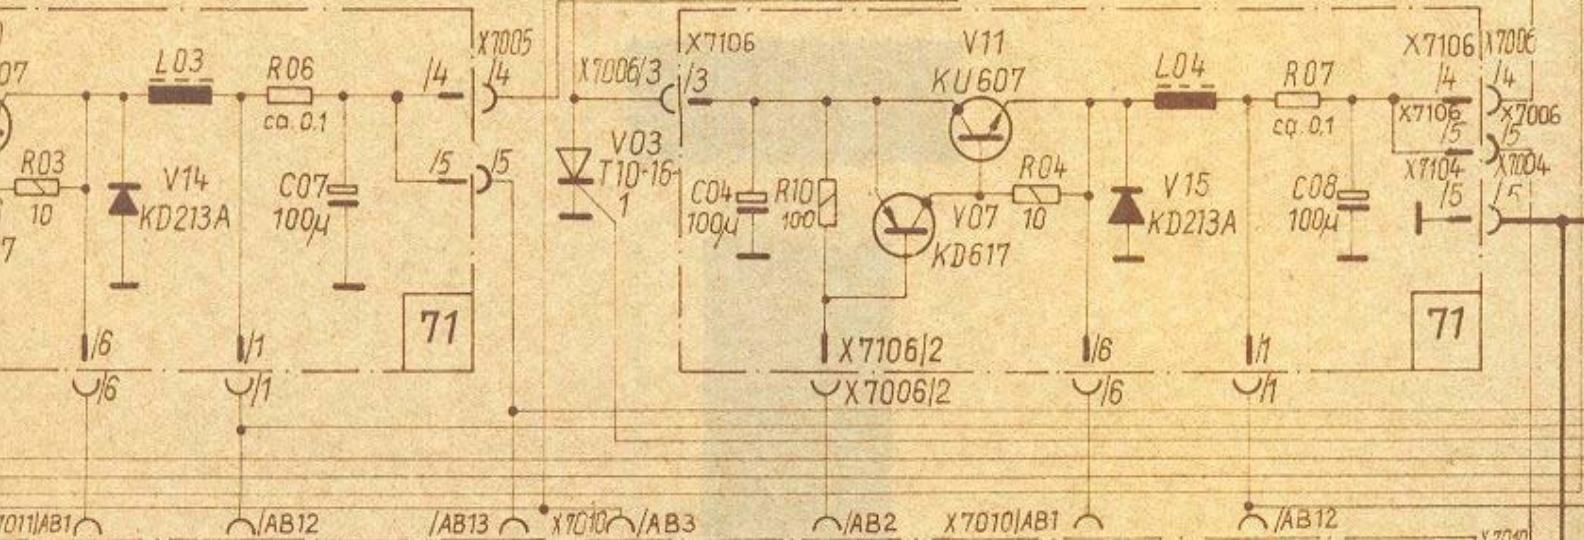 L03
R06
ca. 0,1
07
R03
10
7
V14
KD213A
C07
100µ
/4
X7005
/4
/5
/5
71
/6
/1
/6
/1
X7006/3
V03
T10-16-
1
X7106
/3
V11
KU607
C04
100µ
R10
100
V07
KD617
R04
10
L04
R07
ca. 0,1
V15
KD213A
C08
100µ
X7106
X7006
/4
/4
X7106
X7006
/5
/5
X7104
X7004
/5
/5
71
X7106/2
X7006/2
/6
/1
/6
/1
7011/AB1
/AB12
/AB13
X7010
/AB3
/AB2
X7010/AB1
/AB12